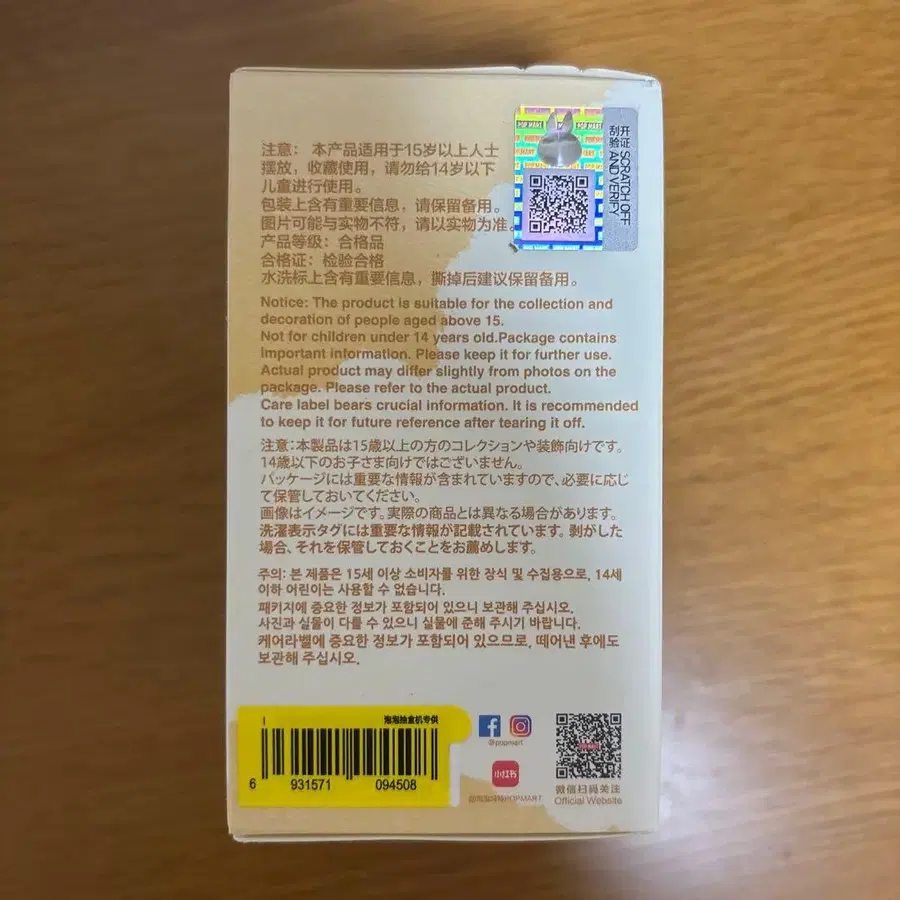 注意： 本产品适用于15岁以上人士
摆放，收藏使用，请勿给14岁以下
儿童进行使用。
包装上含有重要信息，请保留备用。
图片可能与实物不符，请以实物为准。
产品等级：合格品
合格证：检验合格
水洗标上含有重要信息，撕掉后建议保留备用。
POP MART
POP MART
开证 SCRATCH OFF
刮验 AND VERIFY
Notice: The product is suitable for the collection and
decoration of people aged above 15.
Not for children under 14 years old.Package contains
Important information. Please keep it for further use.
Actual product may differ slightly from photos on the
package. Please refer to the actual product.
Care label bears crucial information. It is recommended
to keep it for future reference after tearing it off.
注意:本製品は15歳以上の方のコレクションや装飾向けです。
14歳以下のお子さま向けではございません。
パッケージには重要な情報が含まれていますので、必要に応じ
て保管しておいてください。
画像はイメージです。実際の商品とは異なる場合があります。
洗濯表示タグには重要な情報が記載されています。剥がした
場合、それを保管しておくことをお薦めします。
주의: 본 제품은 15세 이상 소비자를 위한 장식 및 수집용으로, 14세
이하 어린이는 사용할 수 없습니다.
패키지에 중요한 정보가 포함되어 있으니 보관해 주십시오.
사진과 실물이 다를 수 있으니 실물에 준해 주시기 바랍니다.
케어라벨에 중요한 정보가 포함되어 있으므로, 떼어낸 후에도
보관해 주십시오.
泡泡抽盒机专供
6 931571 094508
@popmart
小红书
@泡泡玛特POPMART
POP MART
微信扫码关注
Official Website